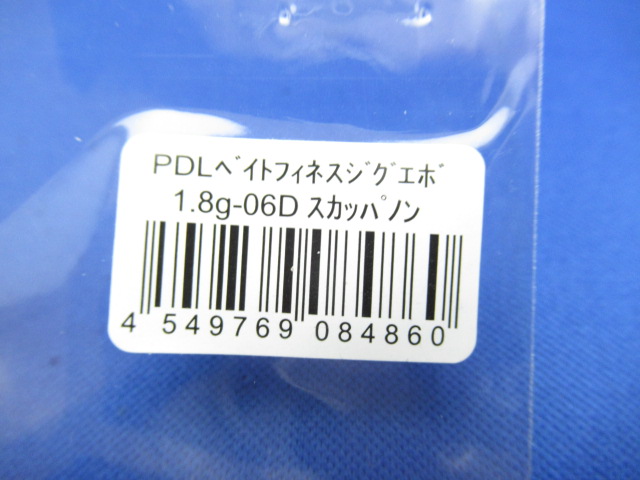 PDLﾍﾞｲﾄﾌｨﾈｽｼﾞｸﾞｴﾎﾞ
1.8g-06D ｽｶｯﾊﾟﾉﾝ
4 549769 084860